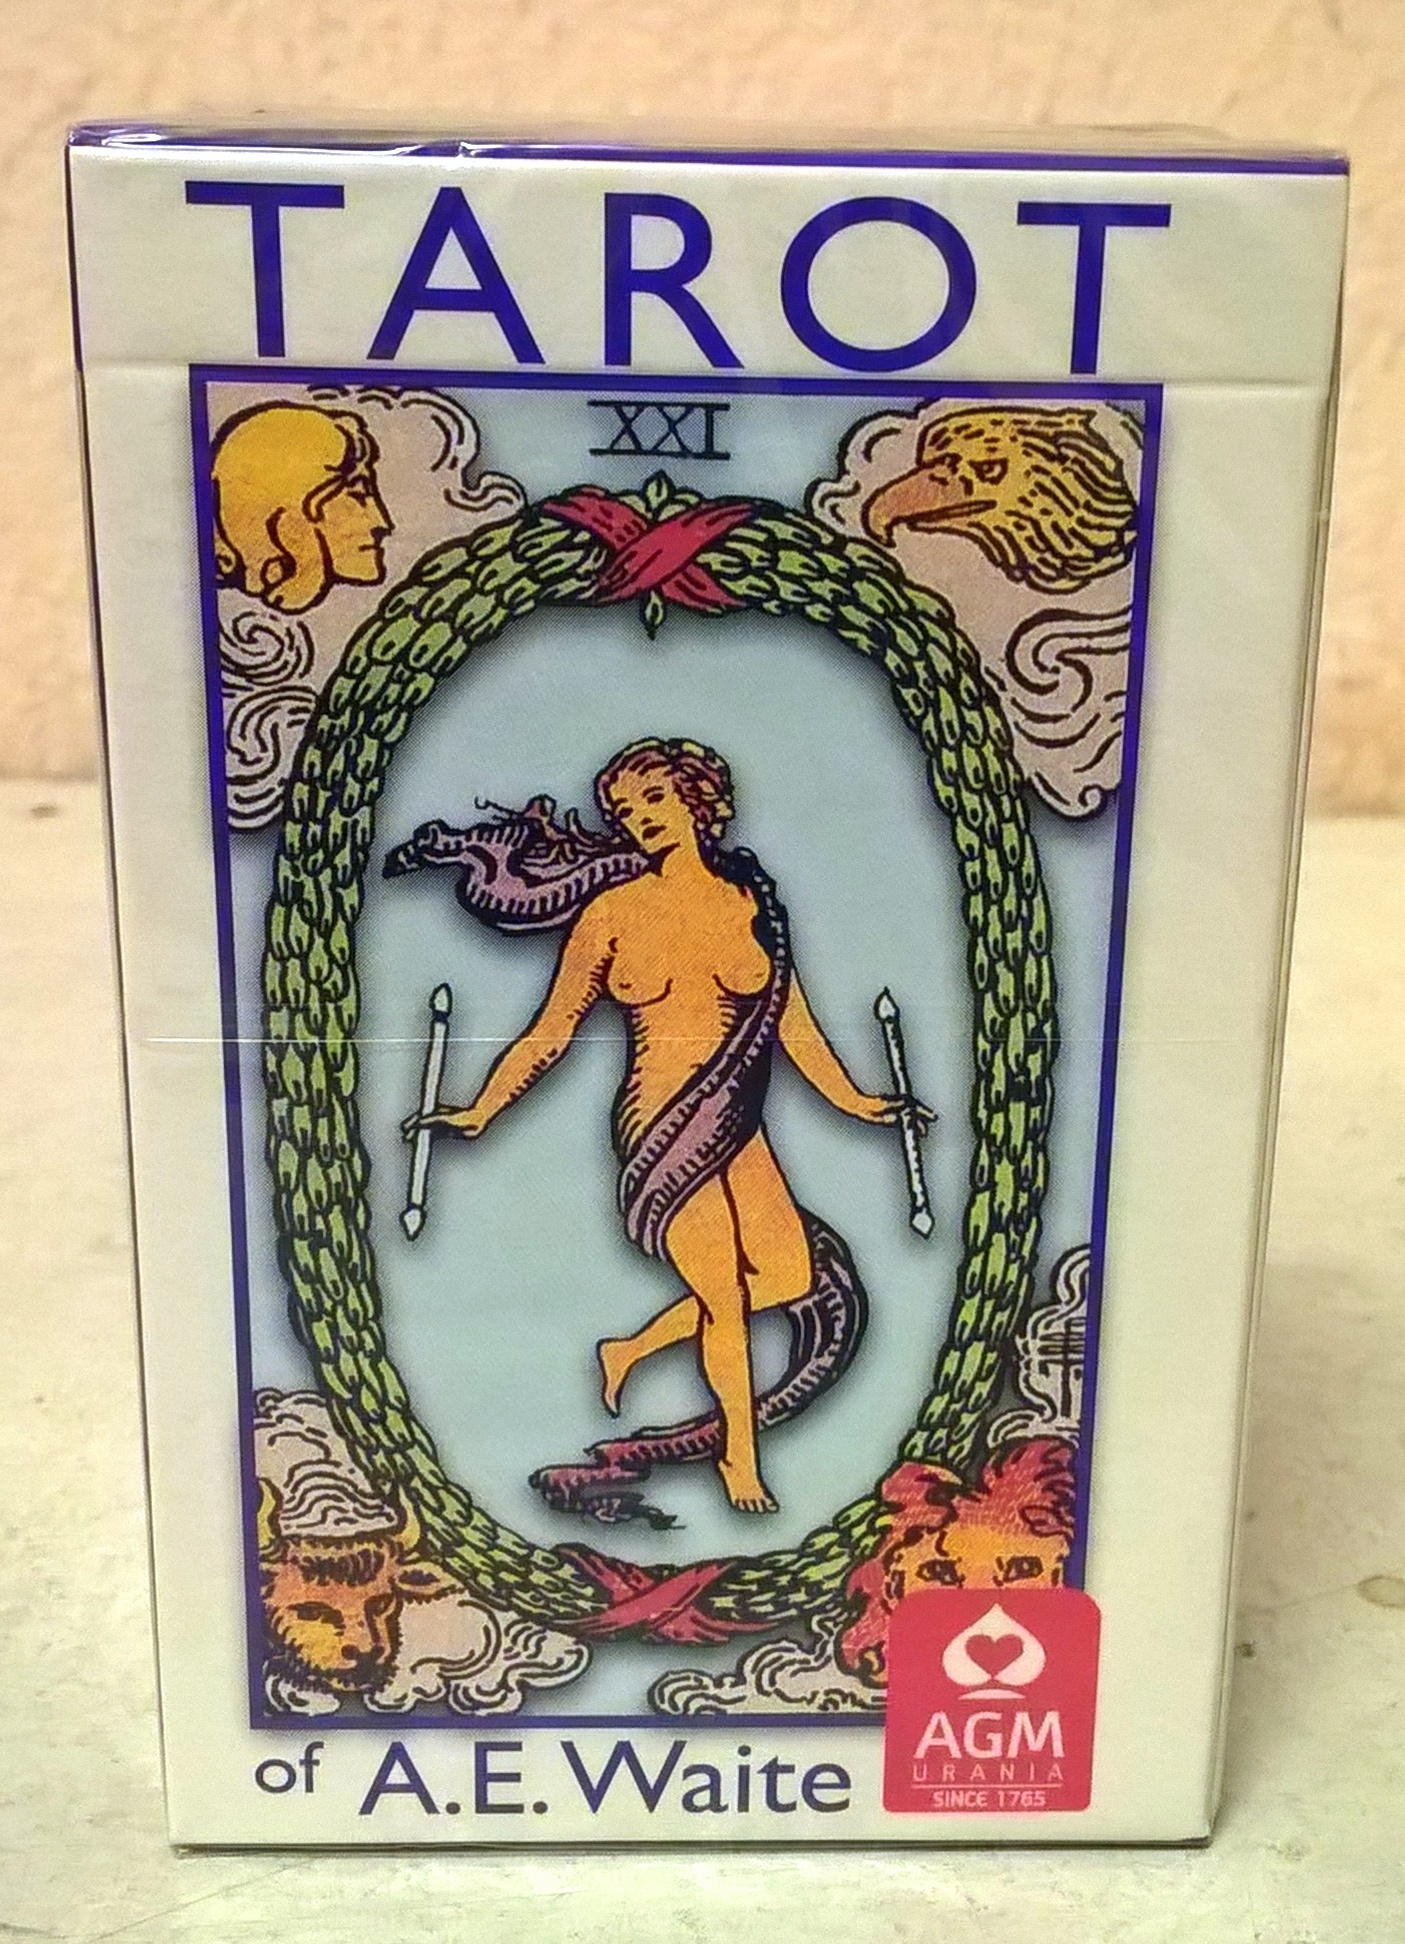 TAROT
XXI
of A.E. Waite
AGM
URANIA
SINCE 1765